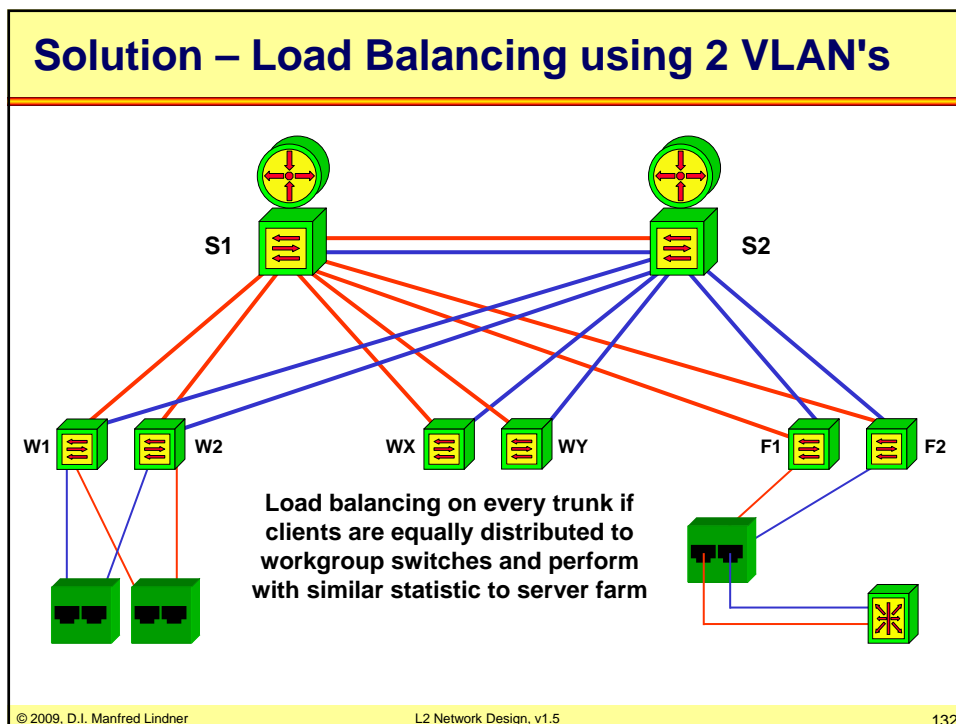 Solution – Load Balancing using 2 VLAN's
S1
S2
W1
W2
WX
WY
F1
F2
Load balancing on every trunk if
clients are equally distributed to
workgroup switches and perform
with similar statistic to server farm
© 2009, D.I. Manfred Lindner
L2 Network Design, v1.5
132